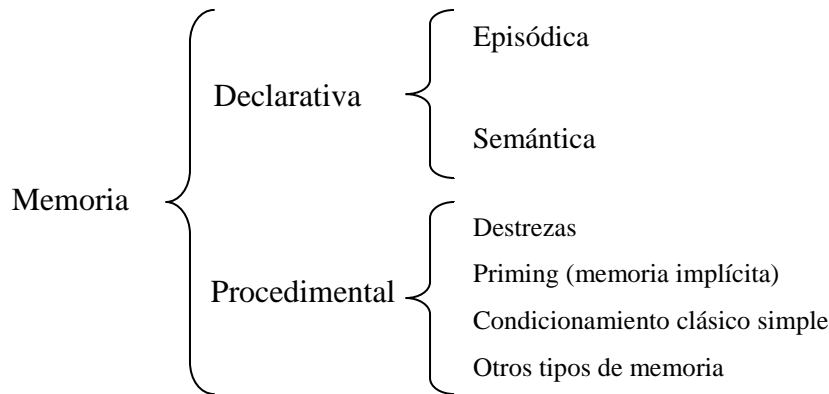 Memoria
Declarativa
Episódica
Semántica
Procedimental
Destrezas
Priming (memoria implícita)
Condicionamiento clásico simple
Otros tipos de memoria